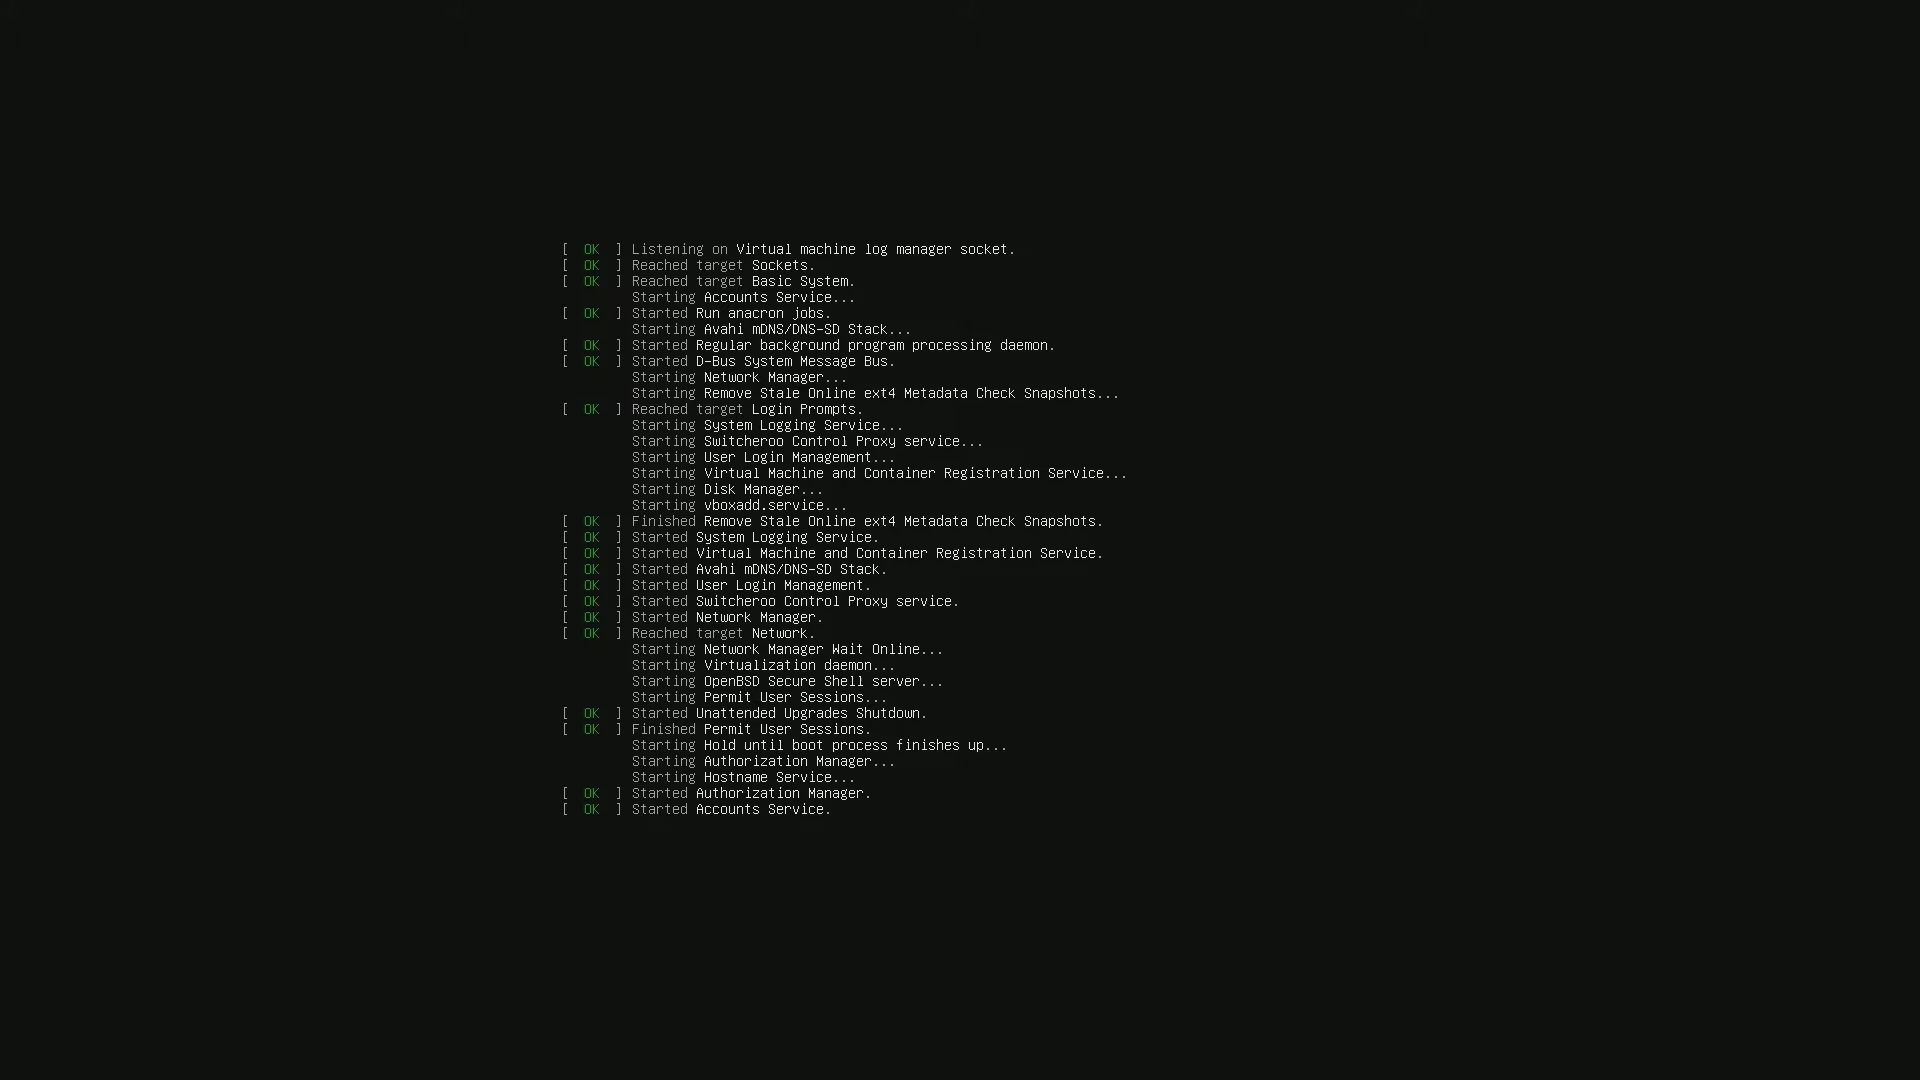 [  OK  ] Listening on Virtual machine log manager socket.
[  OK  ] Reached target Sockets.
[  OK  ] Reached target Basic System.
Starting Accounts Service...
[  OK  ] Started Run anacron jobs.
Starting Avahi mDNS/DNS-SD Stack...
[  OK  ] Started Regular background program processing daemon.
[  OK  ] Started D-Bus System Message Bus.
Starting Network Manager...
Starting Remove Stale Online ext4 Metadata Check Snapshots...
[  OK  ] Reached target Login Prompts.
Starting System Logging Service...
Starting Switcheroo Control Proxy service...
Starting User Login Management...
Starting Virtual Machine and Container Registration Service...
Starting Disk Manager...
Starting vboxadd.service...
[  OK  ] Finished Remove Stale Online ext4 Metadata Check Snapshots.
[  OK  ] Started System Logging Service.
[  OK  ] Started Virtual Machine and Container Registration Service.
[  OK  ] Started Avahi mDNS/DNS-SD Stack.
[  OK  ] Started User Login Management.
[  OK  ] Started Switcheroo Control Proxy service.
[  OK  ] Started Network Manager.
[  OK  ] Reached target Network.
Starting Network Manager Wait Online...
Starting Virtualization daemon...
Starting OpenBSD Secure Shell server...
Starting Permit User Sessions...
[  OK  ] Started Unattended Upgrades Shutdown.
[  OK  ] Finished Permit User Sessions.
Starting Hold until boot process finishes up...
Starting Authorization Manager...
Starting Hostname Service...
[  OK  ] Started Authorization Manager.
[  OK  ] Started Accounts Service.